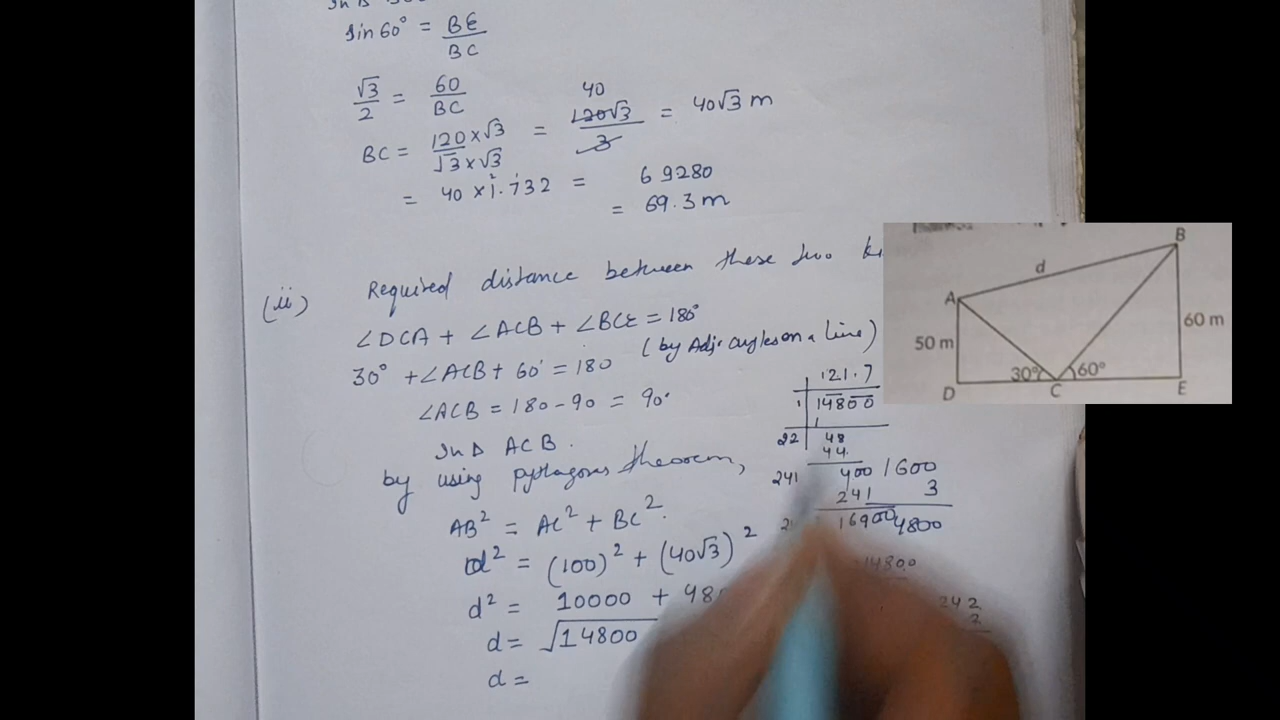 sin 60° = BE/BC
√3/2 = 60/BC
BC = 120×√3/√3×√3 = 40 120√3/3 = 40√3 m
= 40 × 1.732 = 69280
= 69.3 m
(ii) Required distance between these two
∠DCA + ∠ACB + ∠BCE = 180°
30° + ∠ACB + 60° = 180 (by Adj. angles on a line)
∠ACB = 180 - 90 = 90°
In Δ ACB.
by using pythagoras theorem,
AB² = AC² + BC²
d² = (100)² + (40√3)²
d² = 10000 + 480
d = √14800
d =
121.7
1 14800
1
22 48
44
241 400
241
16900
1600
3
4800
14800
242
2
B
d
A
60 m
50 m
30° 60°
D C E